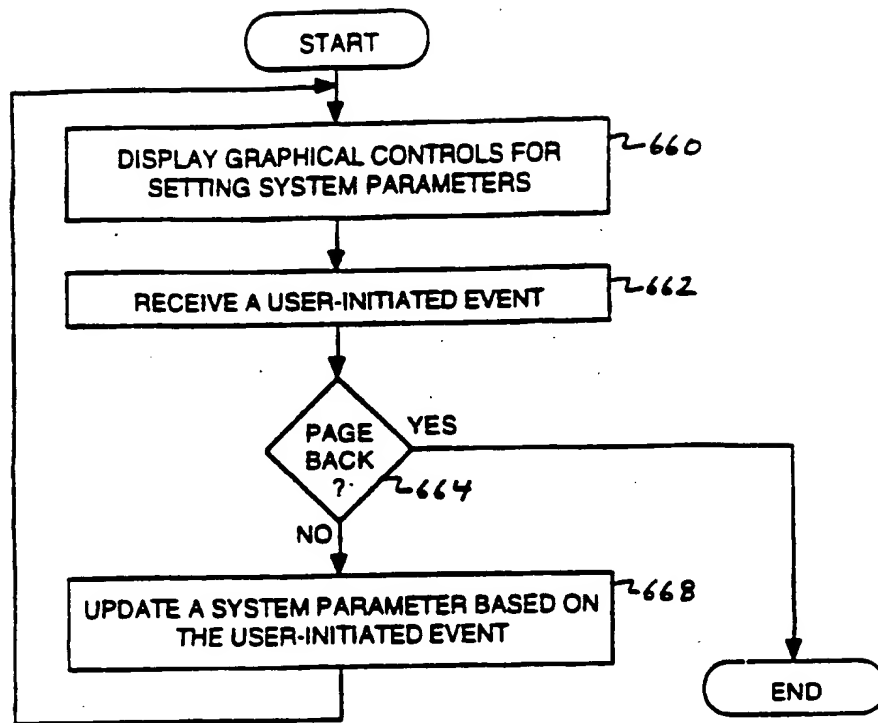 START
DISPLAY GRAPHICAL CONTROLS FOR
SETTING SYSTEM PARAMETERS
660
RECEIVE A USER-INITIATED EVENT
662
PAGE
BACK
?
YES
664
NO
UPDATE A SYSTEM PARAMETER BASED ON
THE USER-INITIATED EVENT
668
END